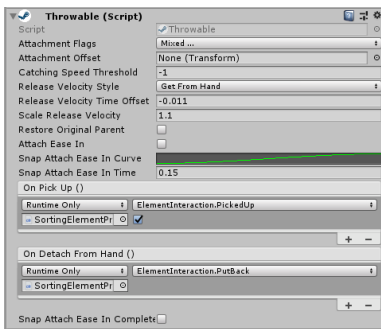 Throwable (Script)
Script Throwable
Attachment Flags Mixed ...
Attachment Offset None (Transform)
Catching Speed Threshold -1
Release Velocity Style Get From Hand
Release Velocity Time Offset -0.011
Scale Release Velocity 1.1
Restore Original Parent
Attach Ease In
Snap Attach Ease In Curve
Snap Attach Ease In Time 0.15
On Pick Up ()
Runtime Only ElementInteraction.PickedUp
SortingElementPr
+ −
On Detach From Hand ()
Runtime Only ElementInteraction.PutBack
SortingElementPr
+ −
Snap Attach Ease In Complete